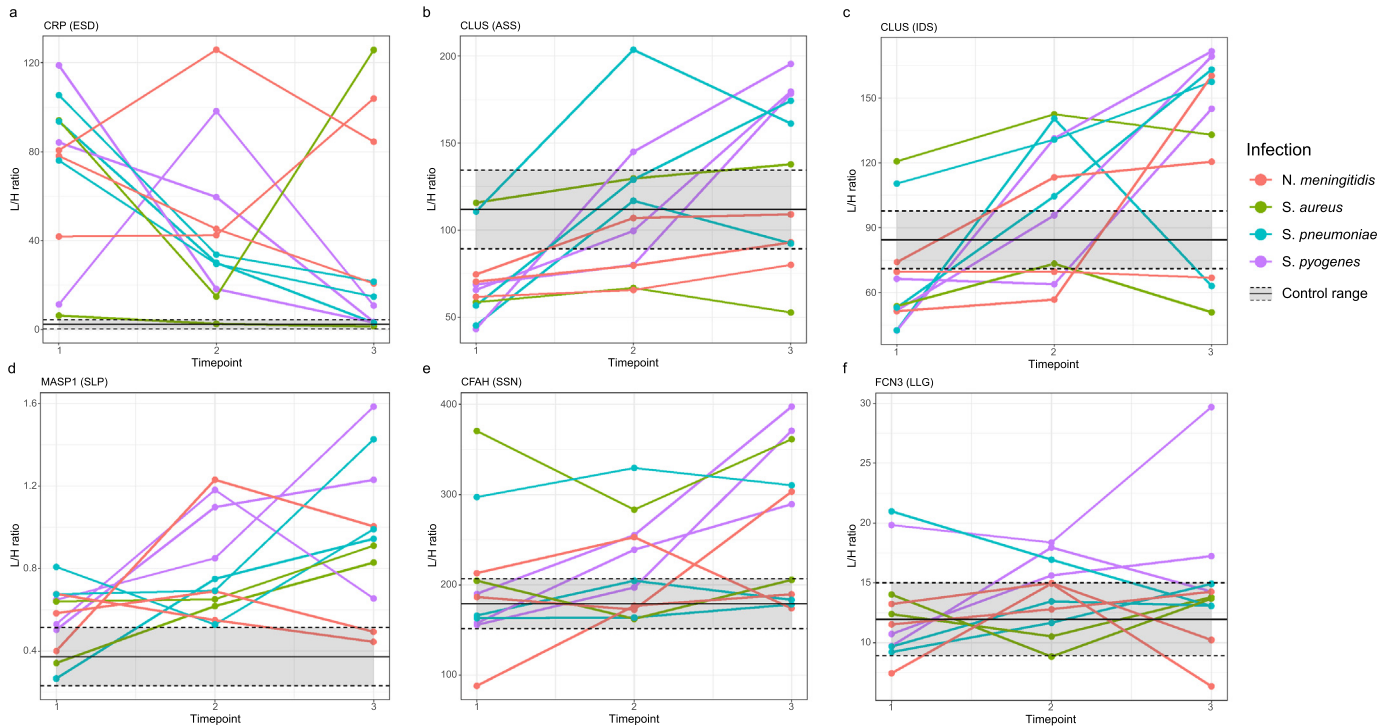 a
CRP (ESD)
L/H ratio
120
80
40
0
1 2 3
Timepoint
b
CLUS (ASS)
L/H ratio
200
150
100
50
1 2 3
Timepoint
c
CLUS (IDS)
L/H ratio
150
120
90
60
1 2 3
Timepoint
Infection
N. meningitidis
S. aureus
S. pneumoniae
S. pyogenes
Control range
d
MASP1 (SLP)
L/H ratio
1.6
1.2
0.8
0.4
1 2 3
Timepoint
e
CFAH (SSN)
L/H ratio
400
300
200
100
1 2 3
Timepoint
f
FCN3 (LLG)
L/H ratio
30
25
20
15
10
1 2 3
Timepoint